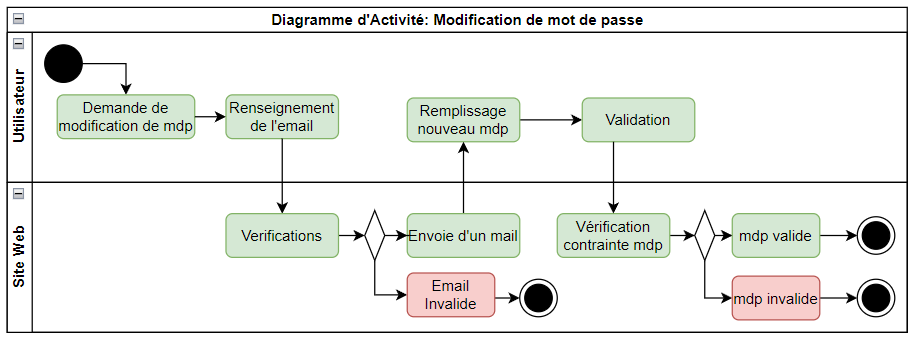 Diagramme d'Activité: Modification de mot de passe
Utilisateur
Demande de
modification de mdp
Renseignement
de l'email
Remplissage
nouveau mdp
Validation
Site Web
Verifications
Envoie d'un mail
Email
Invalide
Vérification
contrainte mdp
mdp valide
mdp invalide